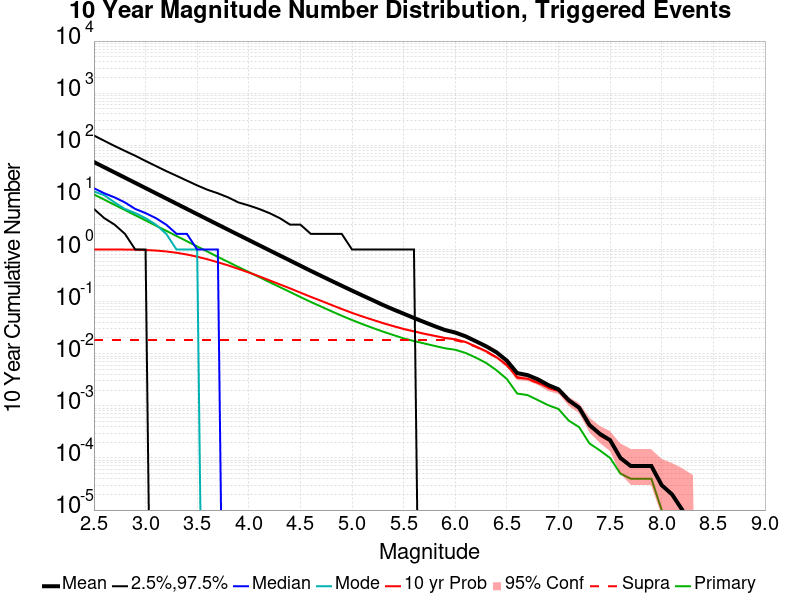 10 Year Magnitude Number Distribution, Triggered Events
10 Year Cumulative Number
10^4
10^3
10^2
10^1
10^0
10^-1
10^-2
10^-3
10^-4
10^-5
2.5 3.0 3.5 4.0 4.5 5.0 5.5 6.0 6.5 7.0 7.5 8.0 8.5 9.0
Magnitude
Mean 2.5%,97.5% Median Mode 10 yr Prob 95% Conf Supra Primary